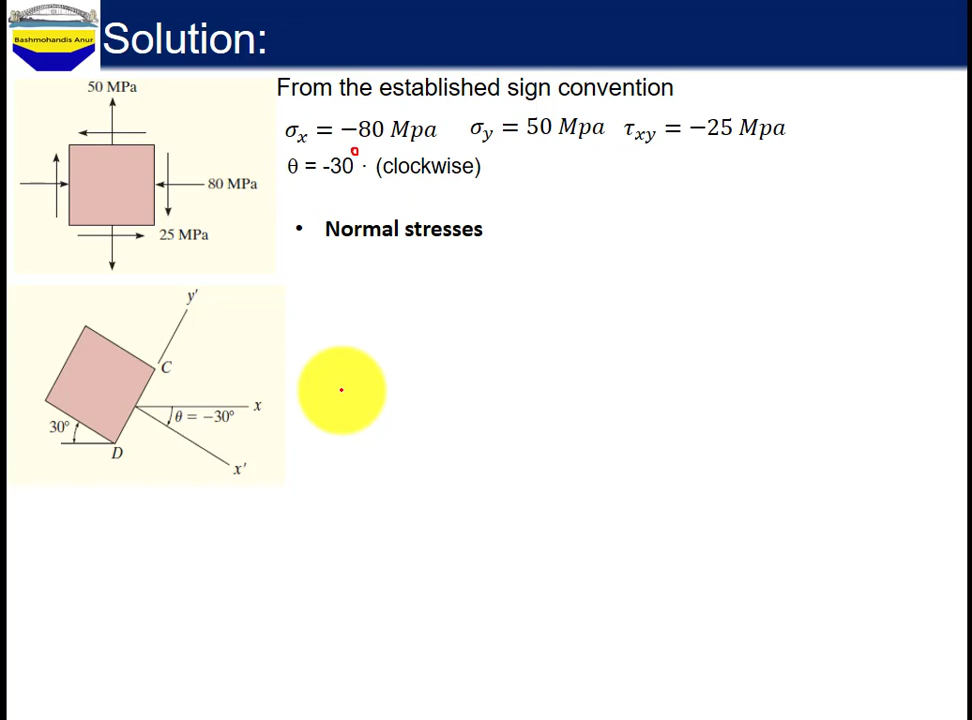 Bashmohandis Anur
Solution:
50 MPa
80 MPa
25 MPa
From the established sign convention
σx = −80 Mpa σy = 50 Mpa τxy = −25 Mpa
θ = -30° · (clockwise)
• Normal stresses
y′
C
x
θ = −30°
30°
D
x′